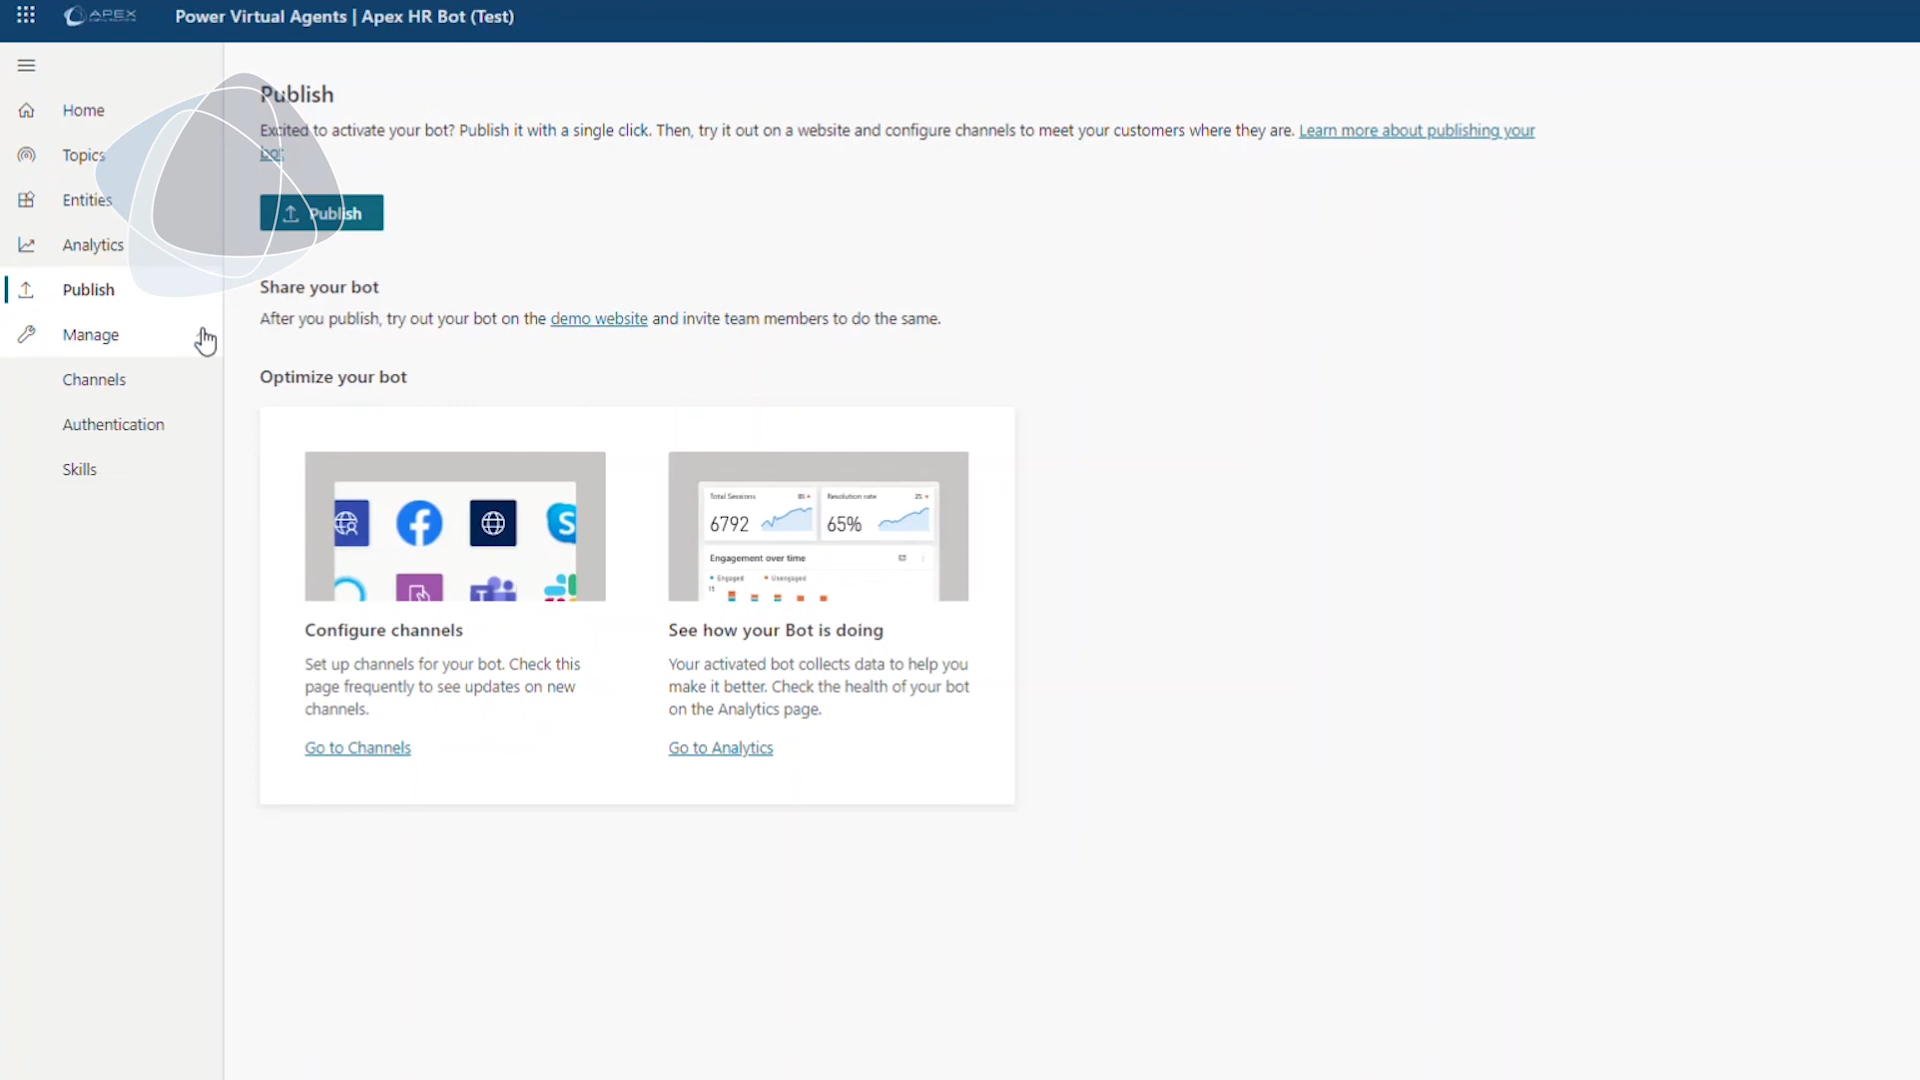 APEX
Power Virtual Agents | Apex HR Bot (Test)
Home
Topics
Entities
Analytics
Publish
Manage
Channels
Authentication
Skills
Publish
Excited to activate your bot? Publish it with a single click. Then, try it out on a website and configure channels to meet your customers where they are. Learn more about publishing your
bot.
Publish
Share your bot
After you publish, try out your bot on the demo website and invite team members to do the same.
Optimize your bot
Total Sessions
6792
Resolution rate
65%
Engagement over time
Engaged Unengaged
15
Configure channels
Set up channels for your bot. Check this
page frequently to see updates on new
channels.
Go to Channels
See how your Bot is doing
Your activated bot collects data to help you
make it better. Check the health of your bot
on the Analytics page.
Go to Analytics